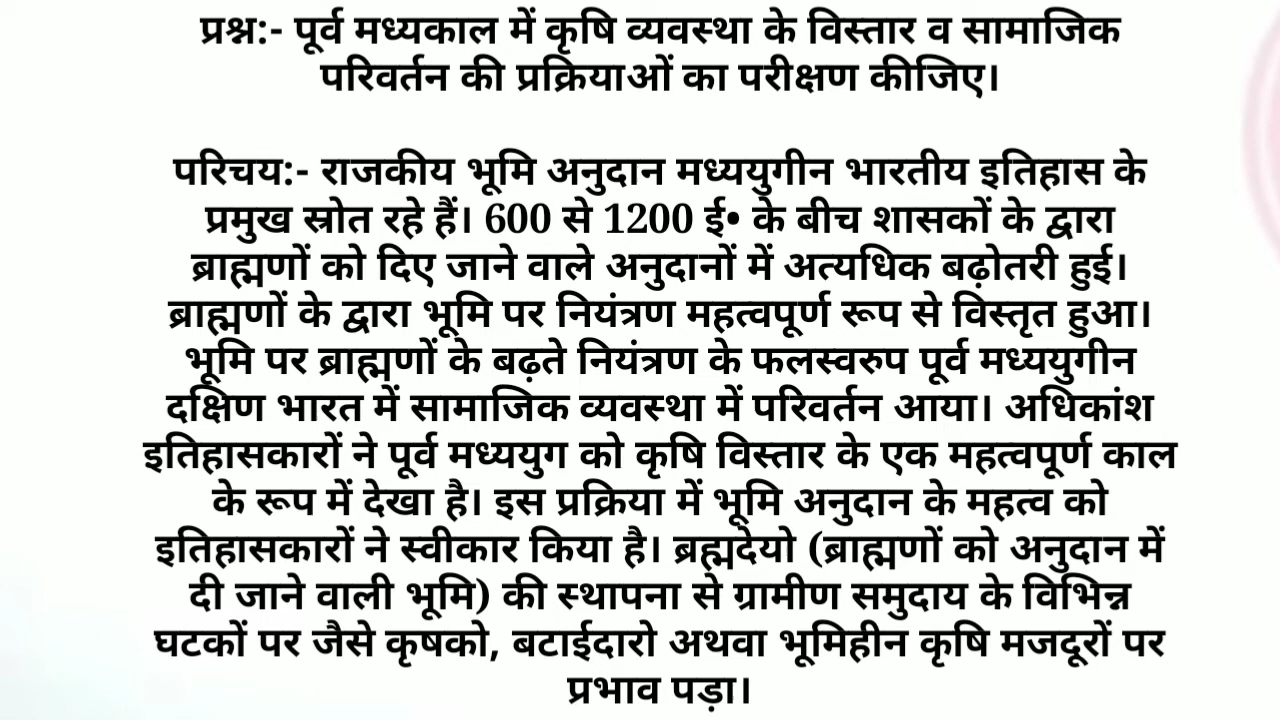 प्रश्न:- पूर्व मध्यकाल में कृषि व्यवस्था के विस्तार व सामाजिक
परिवर्तन की प्रक्रियाओं का परीक्षण कीजिए।
परिचय:- राजकीय भूमि अनुदान मध्ययुगीन भारतीय इतिहास के
प्रमुख स्रोत रहे हैं। 600 से 1200 ई• के बीच शासकों के द्वारा
ब्राह्मणों को दिए जाने वाले अनुदानों में अत्यधिक बढ़ोतरी हुई।
ब्राह्मणों के द्वारा भूमि पर नियंत्रण महत्वपूर्ण रूप से विस्तृत हुआ।
भूमि पर ब्राह्मणों के बढ़ते नियंत्रण के फलस्वरुप पूर्व मध्ययुगीन
दक्षिण भारत में सामाजिक व्यवस्था में परिवर्तन आया। अधिकांश
इतिहासकारों ने पूर्व मध्ययुग को कृषि विस्तार के एक महत्वपूर्ण काल
के रूप में देखा है। इस प्रक्रिया में भूमि अनुदान के महत्व को
इतिहासकारों ने स्वीकार किया है। ब्रह्मदेयो (ब्राह्मणों को अनुदान में
दी जाने वाली भूमि) की स्थापना से ग्रामीण समुदाय के विभिन्न
घटकों पर जैसे कृषको, बटाईदारो अथवा भूमिहीन कृषि मजदूरों पर
प्रभाव पड़ा।